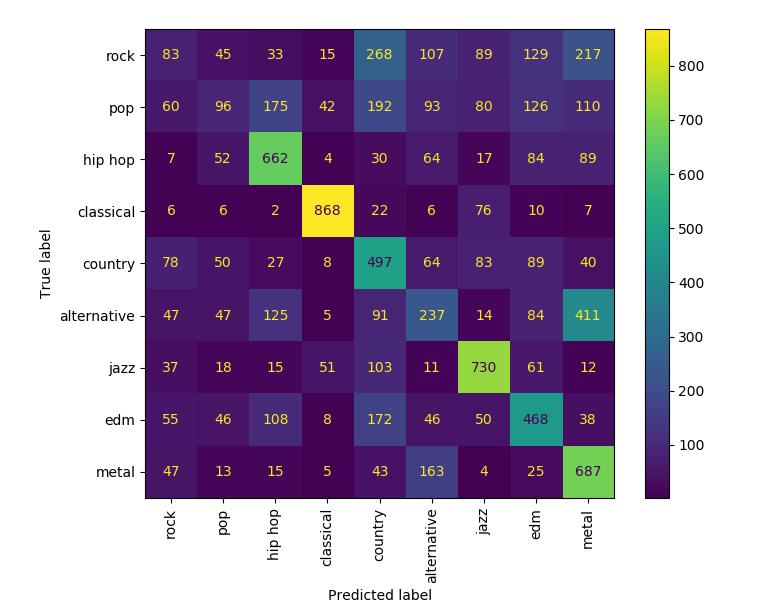 rock 83 45 33 15 268 107 89 129 217
pop 60 96 175 42 192 93 80 126 110
hip hop 7 52 662 4 30 64 17 84 89
classical 6 6 2 868 22 6 76 10 7
country 78 50 27 8 497 64 83 89 40
alternative 47 47 125 5 91 237 14 84 411
jazz 37 18 15 51 103 11 730 61 12
edm 55 46 108 8 172 46 50 468 38
metal 47 13 15 5 43 163 4 25 687
True label
rock pop hip hop classical country alternative jazz edm metal
Predicted label
800
700
600
500
400
300
200
100